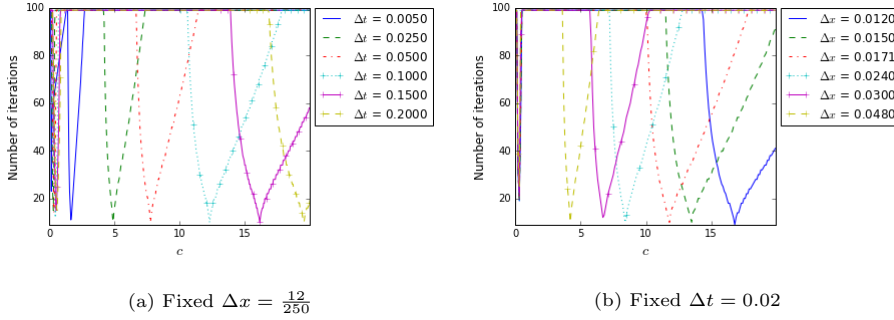 100
80
60
40
20
0
5
10
15
Number of iterations
c
Δt = 0.0050
Δt = 0.0250
Δt = 0.0500
Δt = 0.1000
Δt = 0.1500
Δt = 0.2000
(a) Fixed Δx = 12/250
100
80
60
40
20
0
5
10
15
Number of iterations
c
Δx = 0.0120
Δx = 0.0150
Δx = 0.0171
Δx = 0.0240
Δx = 0.0300
Δx = 0.0480
(b) Fixed Δt = 0.02